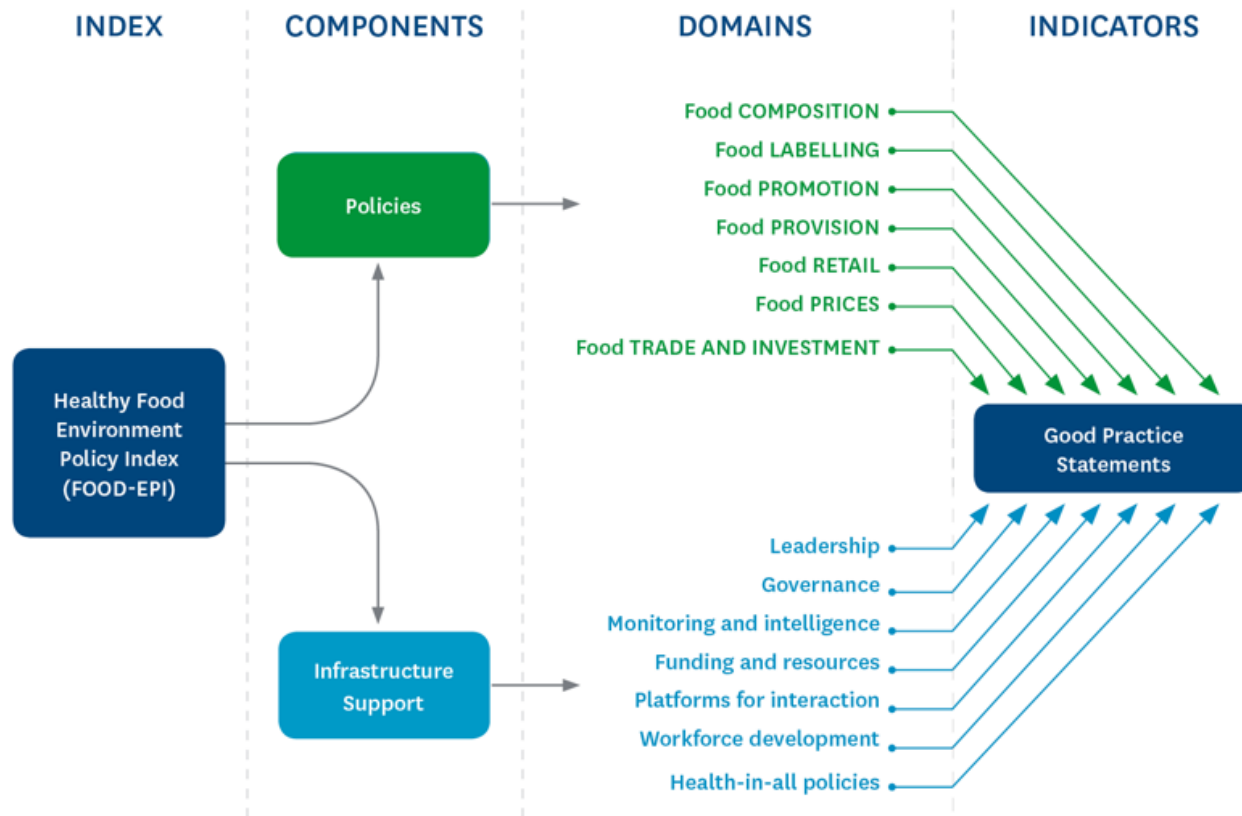 INDEX
COMPONENTS
DOMAINS
INDICATORS
Food COMPOSITION
Food LABELLING
Food PROMOTION
Food PROVISION
Food RETAIL
Food PRICES
Food TRADE AND INVESTMENT
Policies
Healthy Food
Environment
Policy Index
(FOOD-EPI)
Good Practice
Statements
Infrastructure
Support
Leadership
Governance
Monitoring and intelligence
Funding and resources
Platforms for interaction
Workforce development
Health-in-all policies